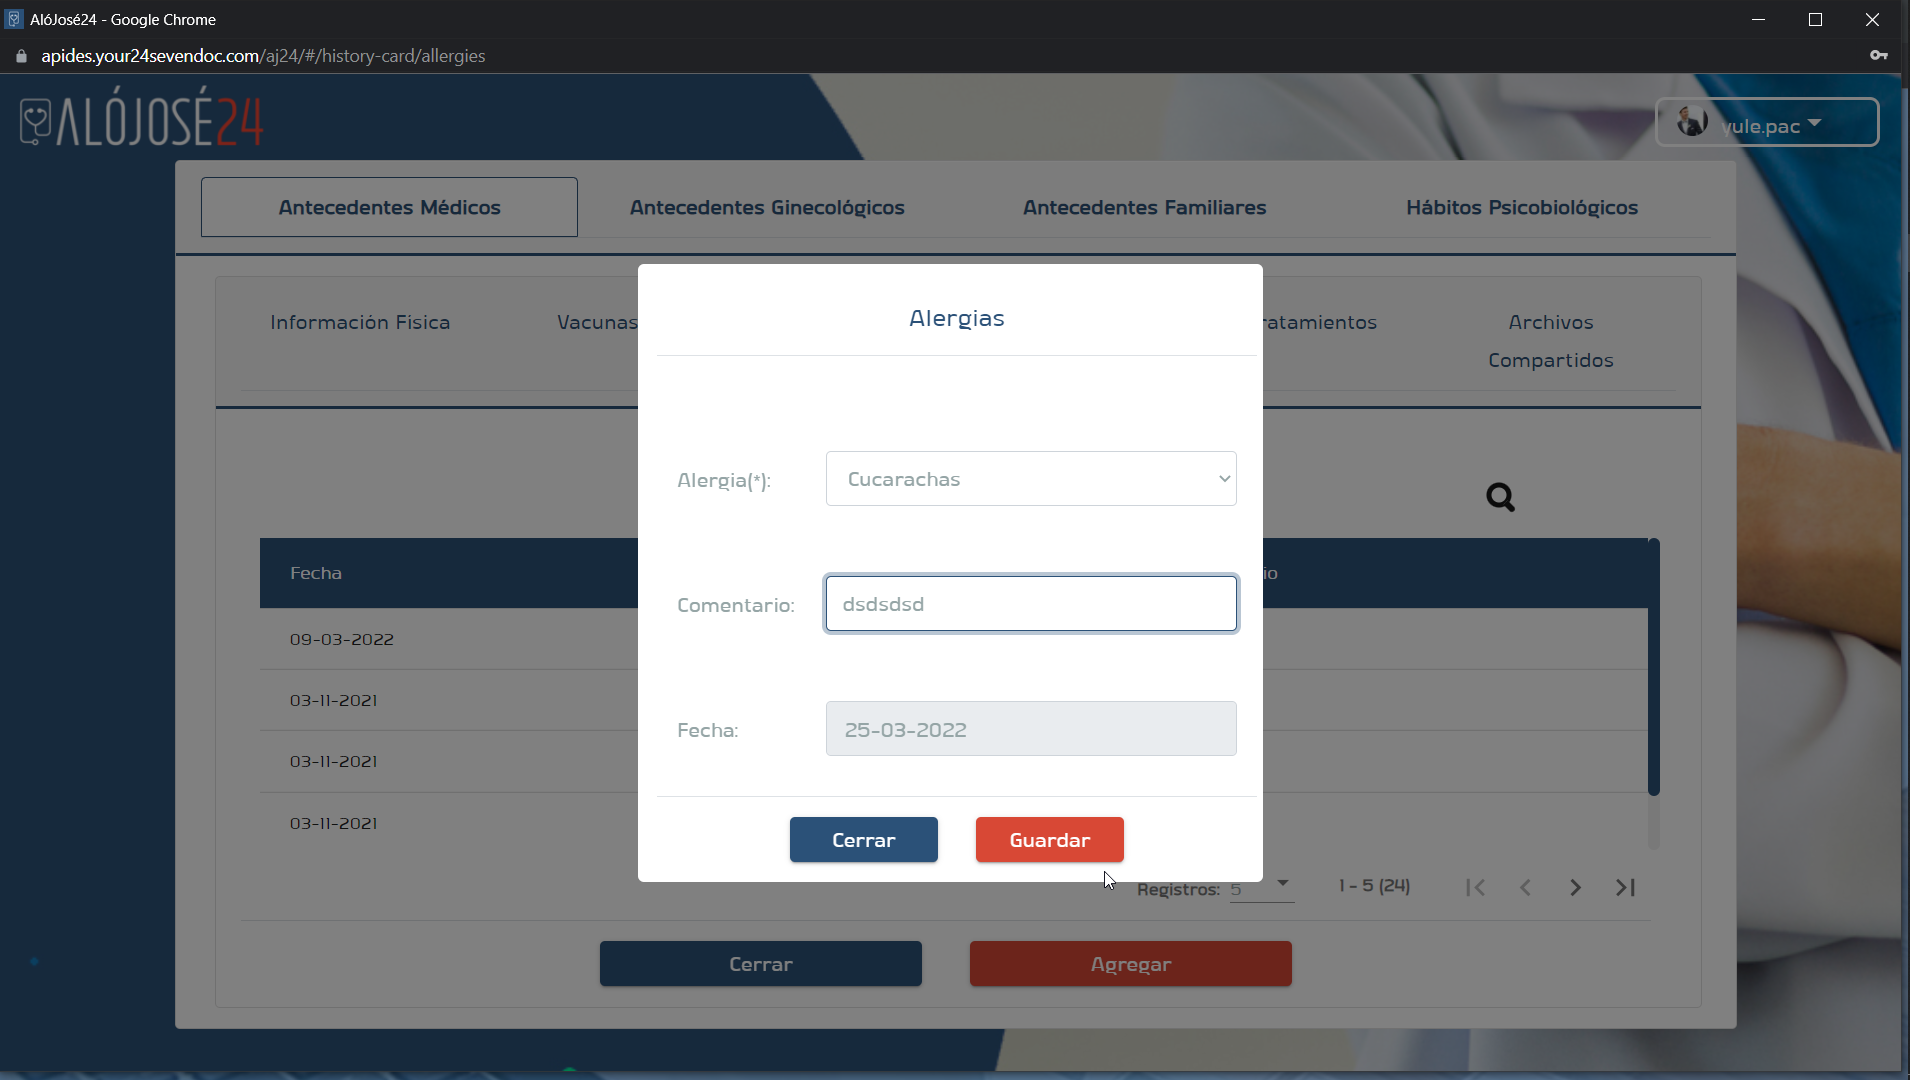 AlóJosé24 - Google Chrome
apides.your24sevendoc.com/aj24/#/history-card/allergies
ALÓJOSÉ24
yule.pac
Antecedentes Médicos Antecedentes Ginecológicos Antecedentes Familiares Hábitos Psicobiológicos
Información Fisica Vacunas ratamientos Archivos
Compartidos
Alergias
Alergia(*): Cucarachas
Comentario: dsdsdsd
Fecha: 25-03-2022
Cerrar Guardar
Fecha io
09-03-2022
03-11-2021
03-11-2021
03-11-2021
Registros: 5 1 - 5 (24)
Cerrar Agregar